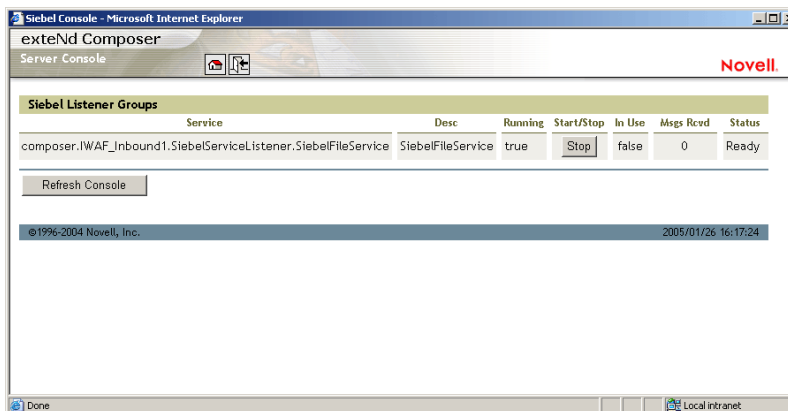 Siebel Console - Microsoft Internet Explorer
exteNd Composer
Server Console
Novell.
Siebel Listener Groups
Service Desc Running Start/Stop In Use Msgs Rcvd Status
composer.IWAF_Inbound1.SiebelServiceListener.SiebelFileService SiebelFileService true Stop false 0 Ready
Refresh Console
©1996-2004 Novell, Inc. 2005/01/26 16:17:24
Done Local intranet